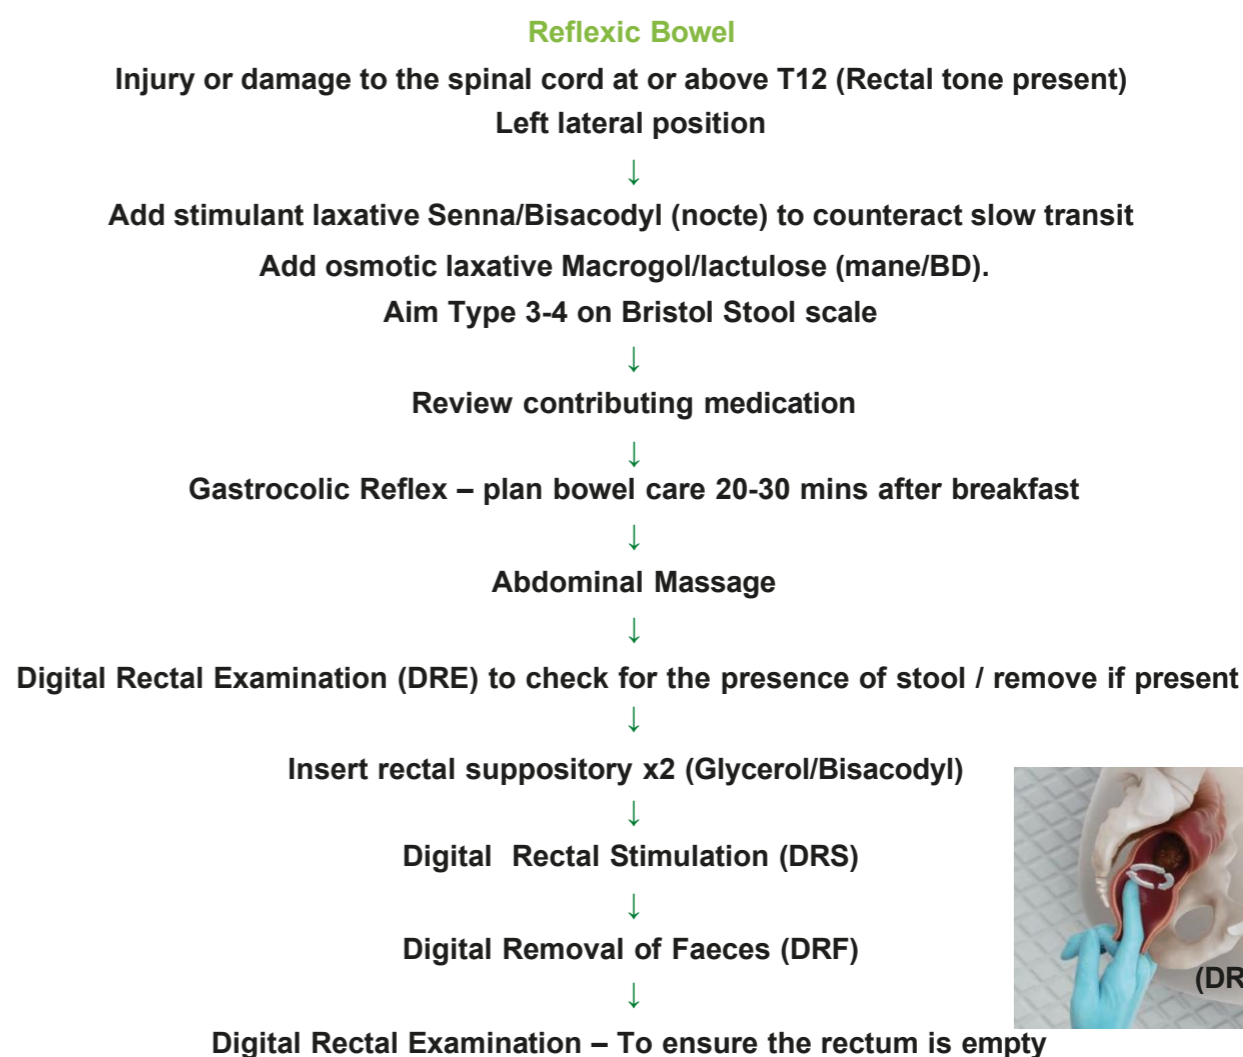 Reflexic Bowel
Injury or damage to the spinal cord at or above T12 (Rectal tone present)
Left lateral position
↓
Add stimulant laxative Senna/Bisacodyl (nocte) to counteract slow transit
Add osmotic laxative Macrogol/lactulose (mane/BD).
Aim Type 3-4 on Bristol Stool scale
↓
Review contributing medication
↓
Gastrocolic Reflex – plan bowel care 20-30 mins after breakfast
↓
Abdominal Massage
↓
Digital Rectal Examination (DRE) to check for the presence of stool / remove if present
↓
Insert rectal suppository x2 (Glycerol/Bisacodyl)
↓
Digital Rectal Stimulation (DRS)
↓
Digital Removal of Faeces (DRF)
(DR
↓
Digital Rectal Examination – To ensure the rectum is empty